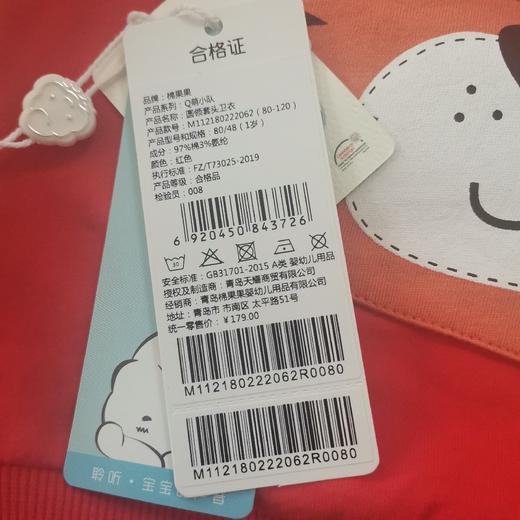 合格证
品牌：棉果果
产品系列：Q萌小队
产品名称：圆领套头卫衣
产品款号：M112180222062 (80-120)
产品型号和规格：80/48 (1岁)
成分：97%棉3%氨纶
颜色：红色
执行标准：FZ/T73025-2019
产品等级：合格品
检验员：008
6 920450 843726
30
安全标准：GB31701-2015 A类 婴幼儿用品
授权及制造商：青岛天耀商贸有限公司
经销商：青岛棉果果婴幼儿用品有限公司
地址：青岛市 市南区 太平路51号
统一零售价：￥179.00
M112180222062R0080
M112180222062R0080
聆听·宝宝